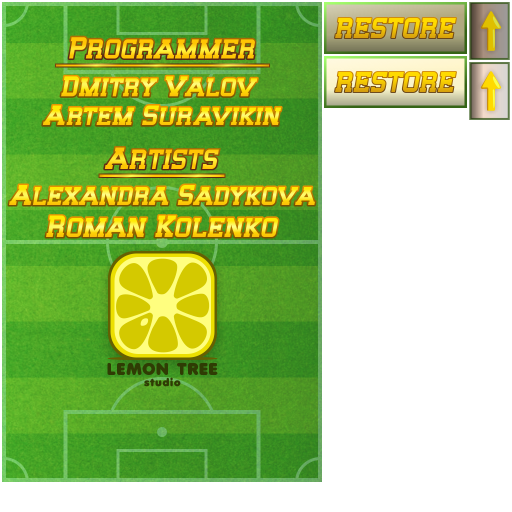 PROGRAMMER
DMITRY VALOV
ARTEM SURAVIKIN
ARTISTS
ALEXANDRA SADYKOVA
ROMAN KOLENKO
LEMON TREE
studio
RESTORE
RESTORE